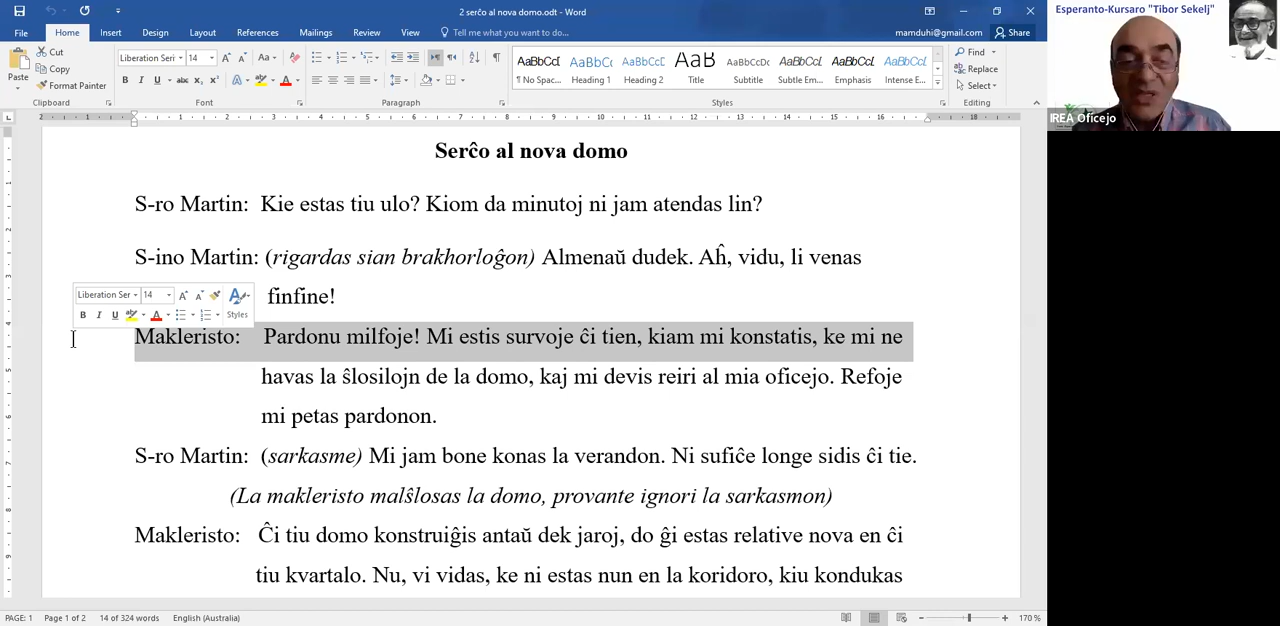 2 serĉo al nova domo.odt - Word
File Home Insert Design Layout References Mailings Review View Tell me what you want to do... mamduhi@gmail.com Share
Paste
Cut
Copy
Format Painter
Clipboard
Liberation Seri 14
Font
Paragraph
AaBbCc AaBbCc AaBbCcC AaB AaBbCcDc AaBbCcL AaBbCcL AaBbCcL
¶ No Spac... Heading 1 Heading 2 Title Subtitle Subtle Em... Emphasis Intense E...
Styles
Find
Replace
Select
Editing
Esperanto-Kursaro "Tibor Sekelj"
IREA Oficejo
Serĉo al nova domo
S-ro Martin: Kie estas tiu ulo? Kiom da minutoj ni jam atendas lin?
S-ino Martin: (rigardas sian brakhorloĝon) Almenaŭ dudek. Aĥ, vidu, li venas
finfine!
Liberation Ser 14
Styles
Makleristo: Pardonu milfoje! Mi estis survoje ĉi tien, kiam mi konstatis, ke mi ne
havas la ŝlosilojn de la domo, kaj mi devis reiri al mia oficejo. Refoje
mi petas pardonon.
S-ro Martin: (sarkasme) Mi jam bone konas la verandon. Ni sufiĉe longe sidis ĉi tie.
(La makleristo malŝlosas la domo, provante ignori la sarkasmon)
Makleristo: Ĉi tiu domo konstruiĝis antaŭ dek jaroj, do ĝi estas relative nova en ĉi
tiu kvartalo. Nu, vi vidas, ke ni estas nun en la koridoro, kiu kondukas
PAGE: 1 Page 1 of 2 14 of 324 words English (Australia) 170 %